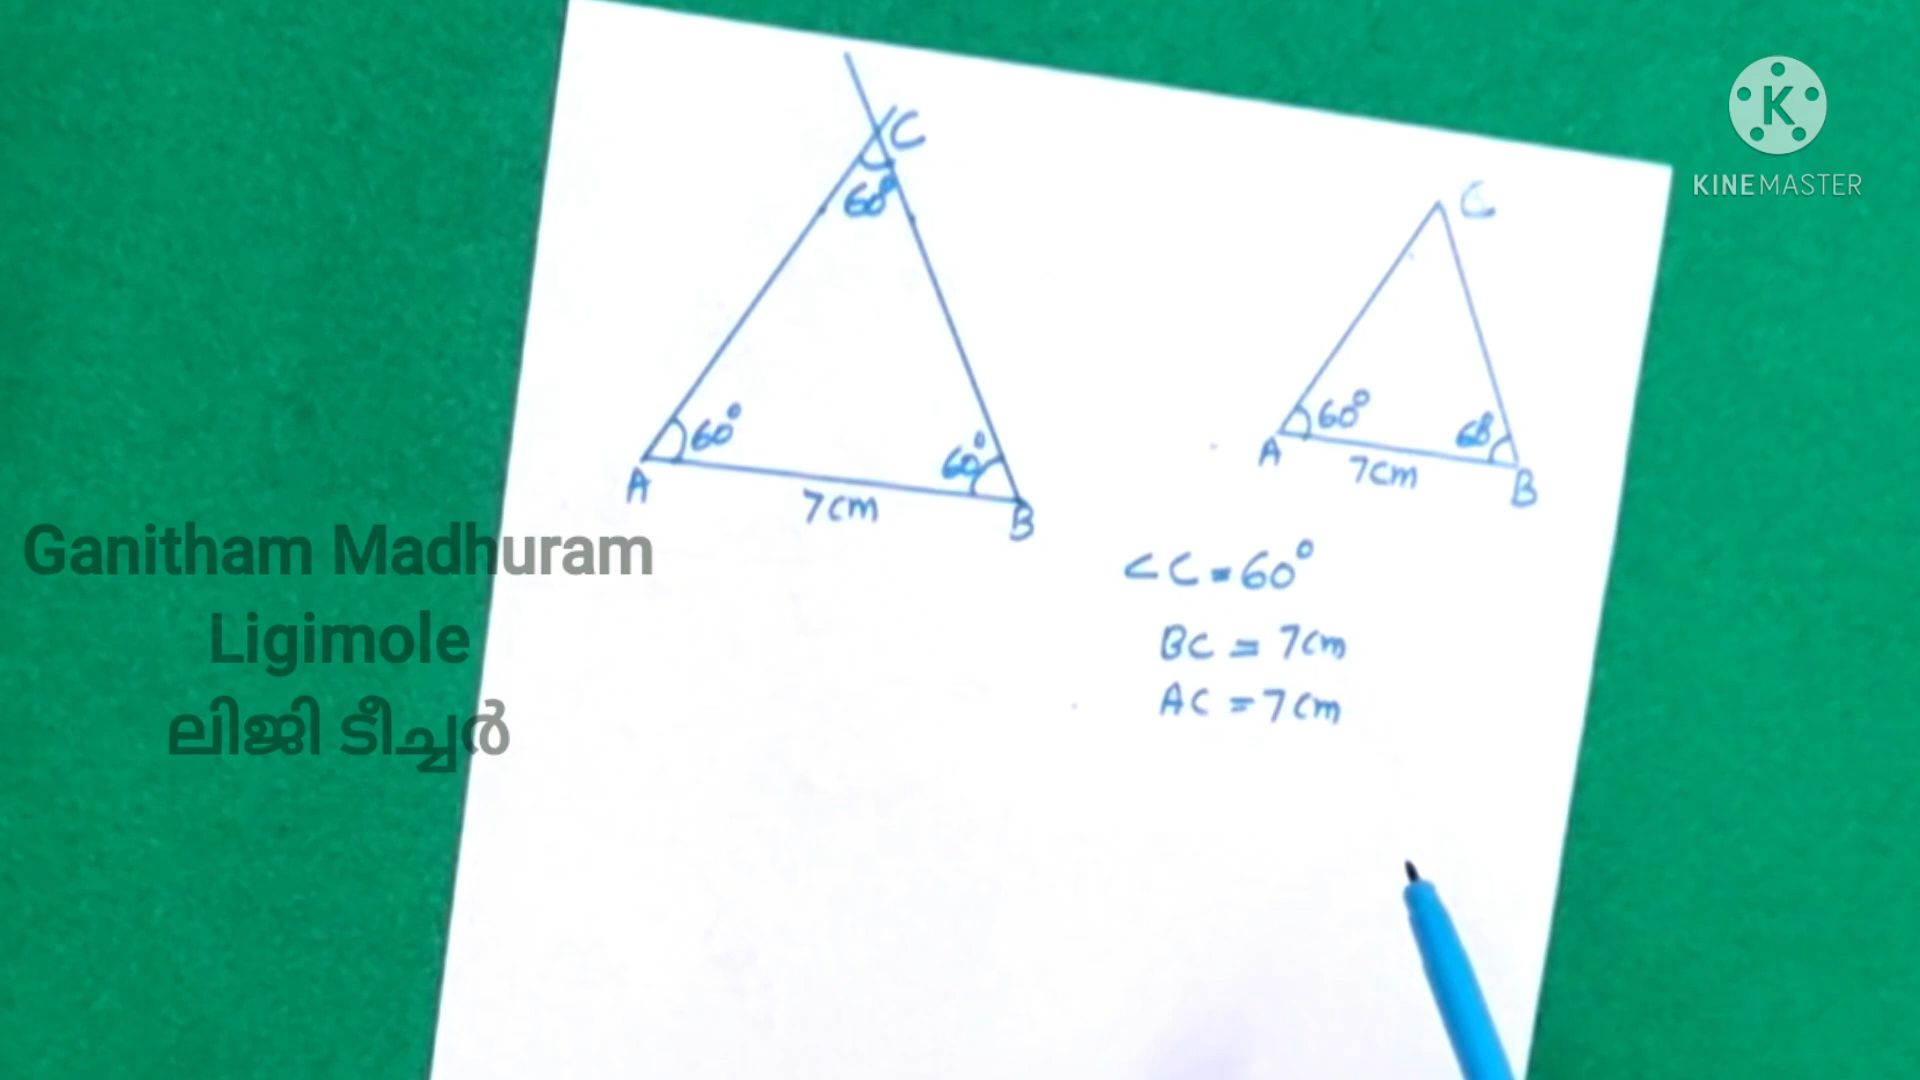 C
60°
60°
60°
A
7cm
B
C
60°
60°
A
7cm
B
∠C = 60°
BC = 7cm
AC = 7cm
Ganitham Madhuram
Ligimole
ലിജി ടീച്ചർ
K
KINEMASTER